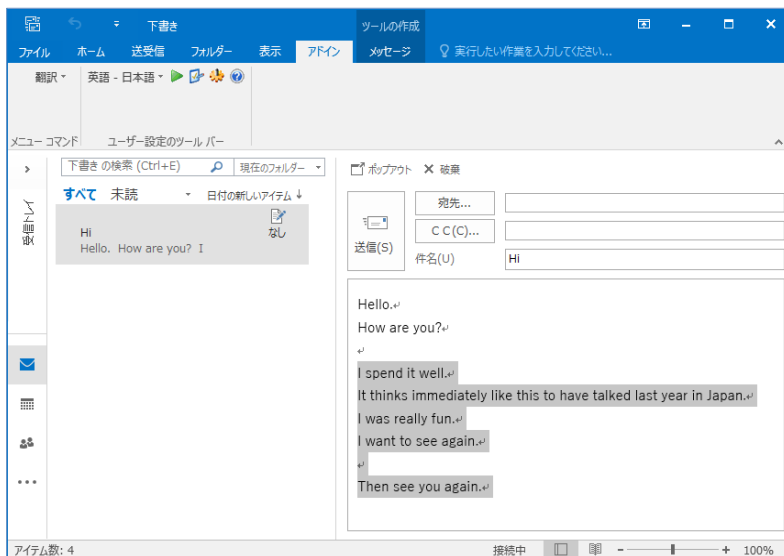 下書き
ツールの作成
ファイル ホーム 送受信 フォルダー 表示 アドイン メッセージ 実行したい作業を入力してください...
翻訳 英語 - 日本語
メニュー コマンド ユーザー設定のツール バー
下書き の検索 (Ctrl+E) 現在のフォルダー
すべて 未読 日付の新しいアイテム ↓
Hi なし
Hello. How are you? I
受信トレイ
ポップアウト 破棄
送信(S)
宛先...
C C(C)...
件名(U) Hi
Hello.
How are you?
I spend it well.
It thinks immediately like this to have talked last year in Japan.
I was really fun.
I want to see again.
Then see you again.
アイテム数: 4 接続中 100%